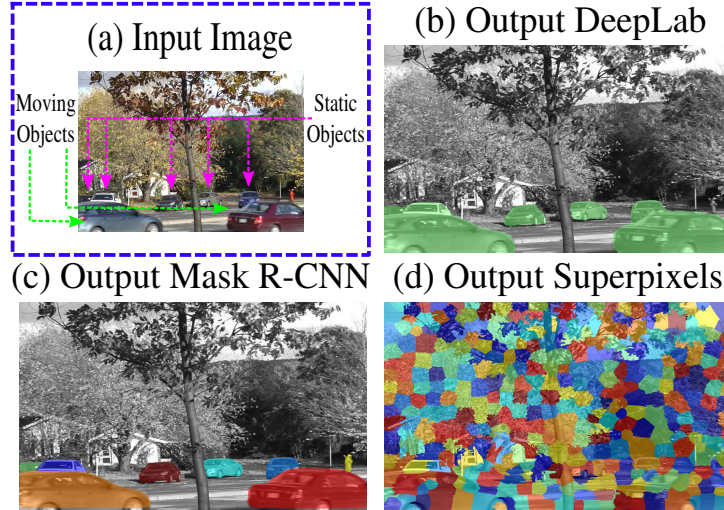 (a) Input Image
Moving
Objects
Static
Objects
(b) Output DeepLab
(c) Output Mask R-CNN
(d) Output Superpixels